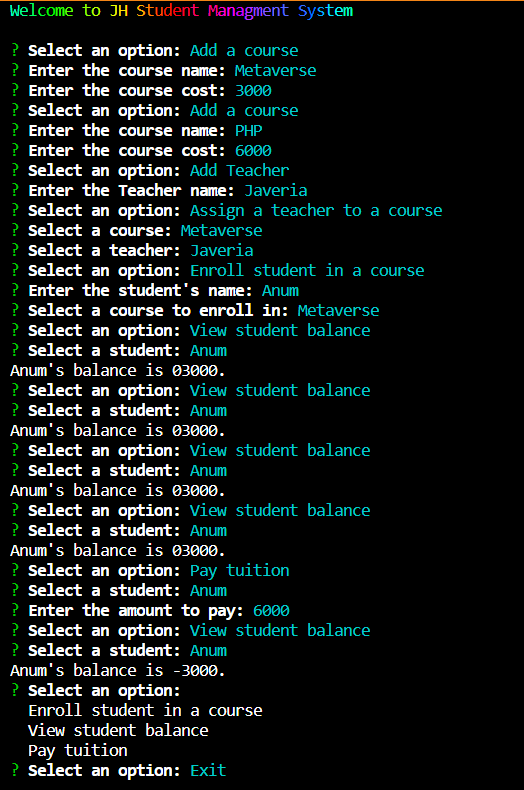 Welcome to JH Student Managment System
? Select an option: Add a course
? Enter the course name: Metaverse
? Enter the course cost: 3000
? Select an option: Add a course
? Enter the course name: PHP
? Enter the course cost: 6000
? Select an option: Add Teacher
? Enter the Teacher name: Javeria
? Select an option: Assign a teacher to a course
? Select a course: Metaverse
? Select a teacher: Javeria
? Select an option: Enroll student in a course
? Enter the student's name: Anum
? Select a course to enroll in: Metaverse
? Select an option: View student balance
? Select a student: Anum
Anum's balance is 03000.
? Select an option: View student balance
? Select a student: Anum
Anum's balance is 03000.
? Select an option: View student balance
? Select a student: Anum
Anum's balance is 03000.
? Select an option: View student balance
? Select a student: Anum
Anum's balance is 03000.
? Select an option: Pay tuition
? Select a student: Anum
? Enter the amount to pay: 6000
? Select an option: View student balance
? Select a student: Anum
Anum's balance is -3000.
? Select an option:
Enroll student in a course
View student balance
Pay tuition
? Select an option: Exit